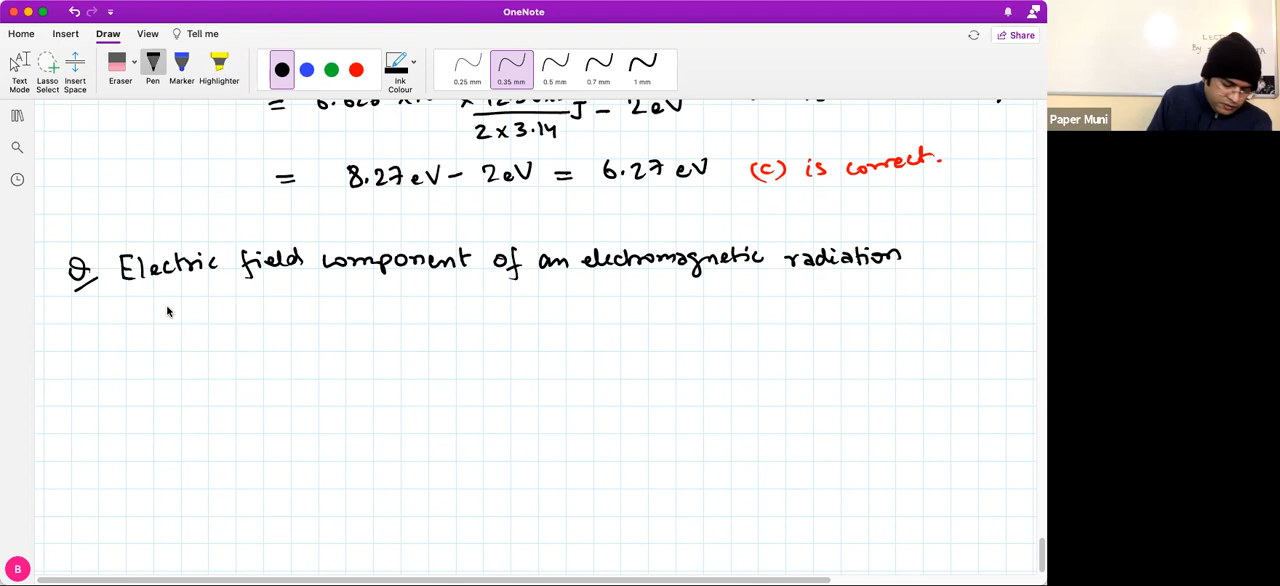 OneNote
Home Insert Draw View Tell me
Share
Text Mode Lasso Select Insert Space Eraser Pen Marker Highlighter 0.25 mm 0.35 mm 0.5 mm 0.7 mm 1 mm Ink Colour
Paper Muni
J - 2eV
2 x 3.14
= 8.27 eV - 2eV = 6.27 eV (c) is correct.
Q Electric field component of an electromagnetic radiation
B